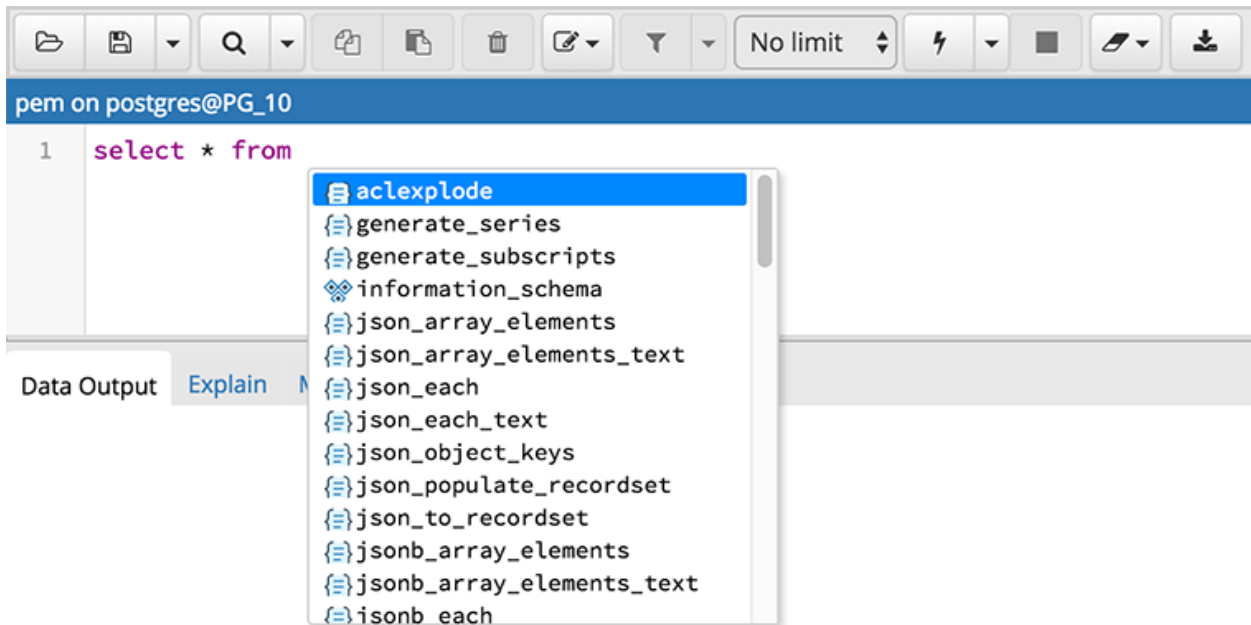 No limit
pem on postgres@PG_10
1 select * from
aclexplode
generate_series
generate_subscripts
information_schema
json_array_elements
json_array_elements_text
json_each
json_each_text
json_object_keys
json_populate_recordset
json_to_recordset
jsonb_array_elements
jsonb_array_elements_text
jsonb_each
Data Output Explain